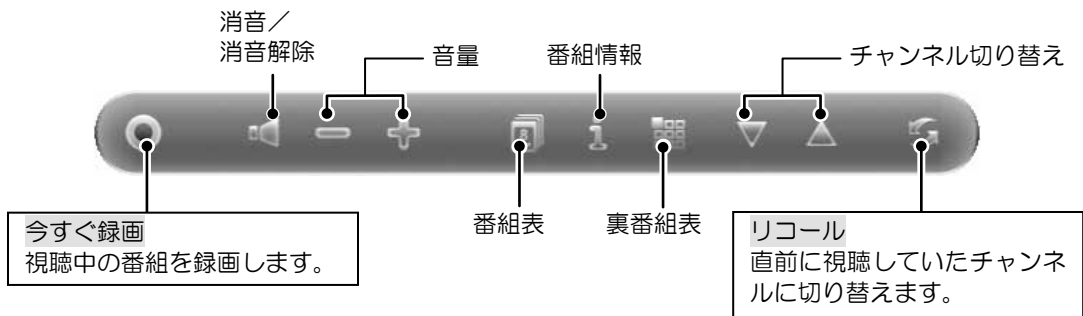 消音／
消音解除
音量
番組情報
チャンネル切り替え
今すぐ録画
視聴中の番組を録画します。
番組表
裏番組表
リコール
直前に視聴していたチャンネ
ルに切り替えます。